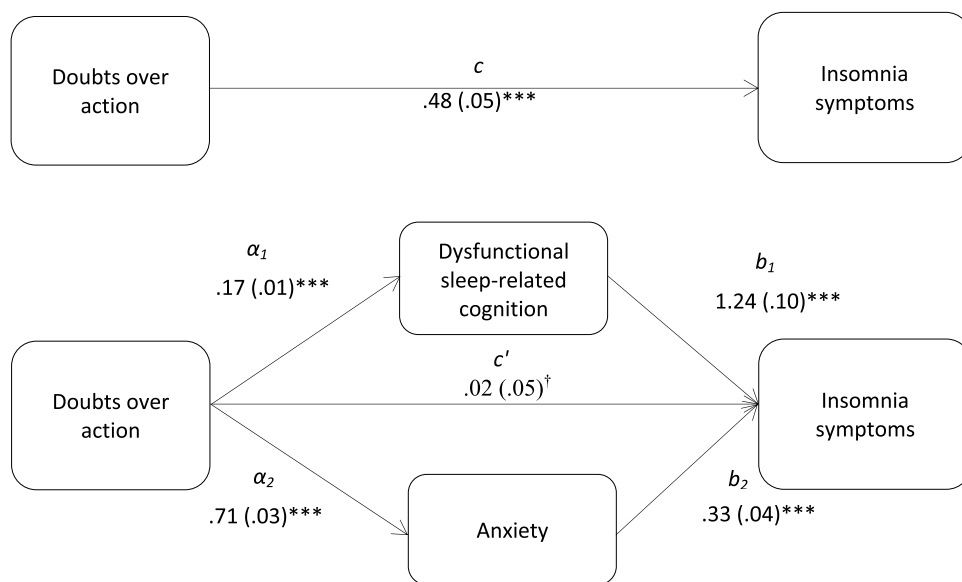 Doubts over
action
c
.48 (.05)***
Insomnia
symptoms
α1
.17 (.01)***
Dysfunctional
sleep-related
cognition
b1
1.24 (.10)***
Doubts over
action
c'
.02 (.05)†
Insomnia
symptoms
α2
.71 (.03)***
Anxiety
b2
.33 (.04)***